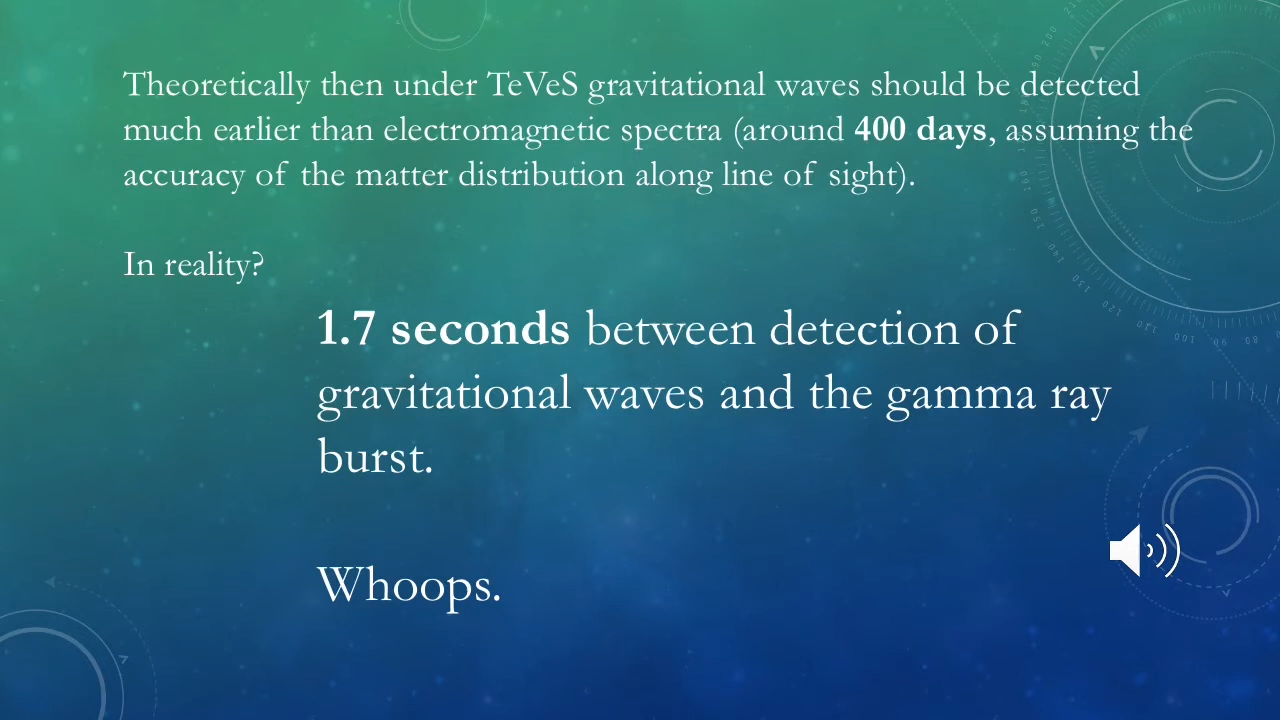 Theoretically then under TeVeS gravitational waves should be detected
much earlier than electromagnetic spectra (around 400 days, assuming the
accuracy of the matter distribution along line of sight).
In reality?
1.7 seconds between detection of
gravitational waves and the gamma ray
burst.
Whoops.